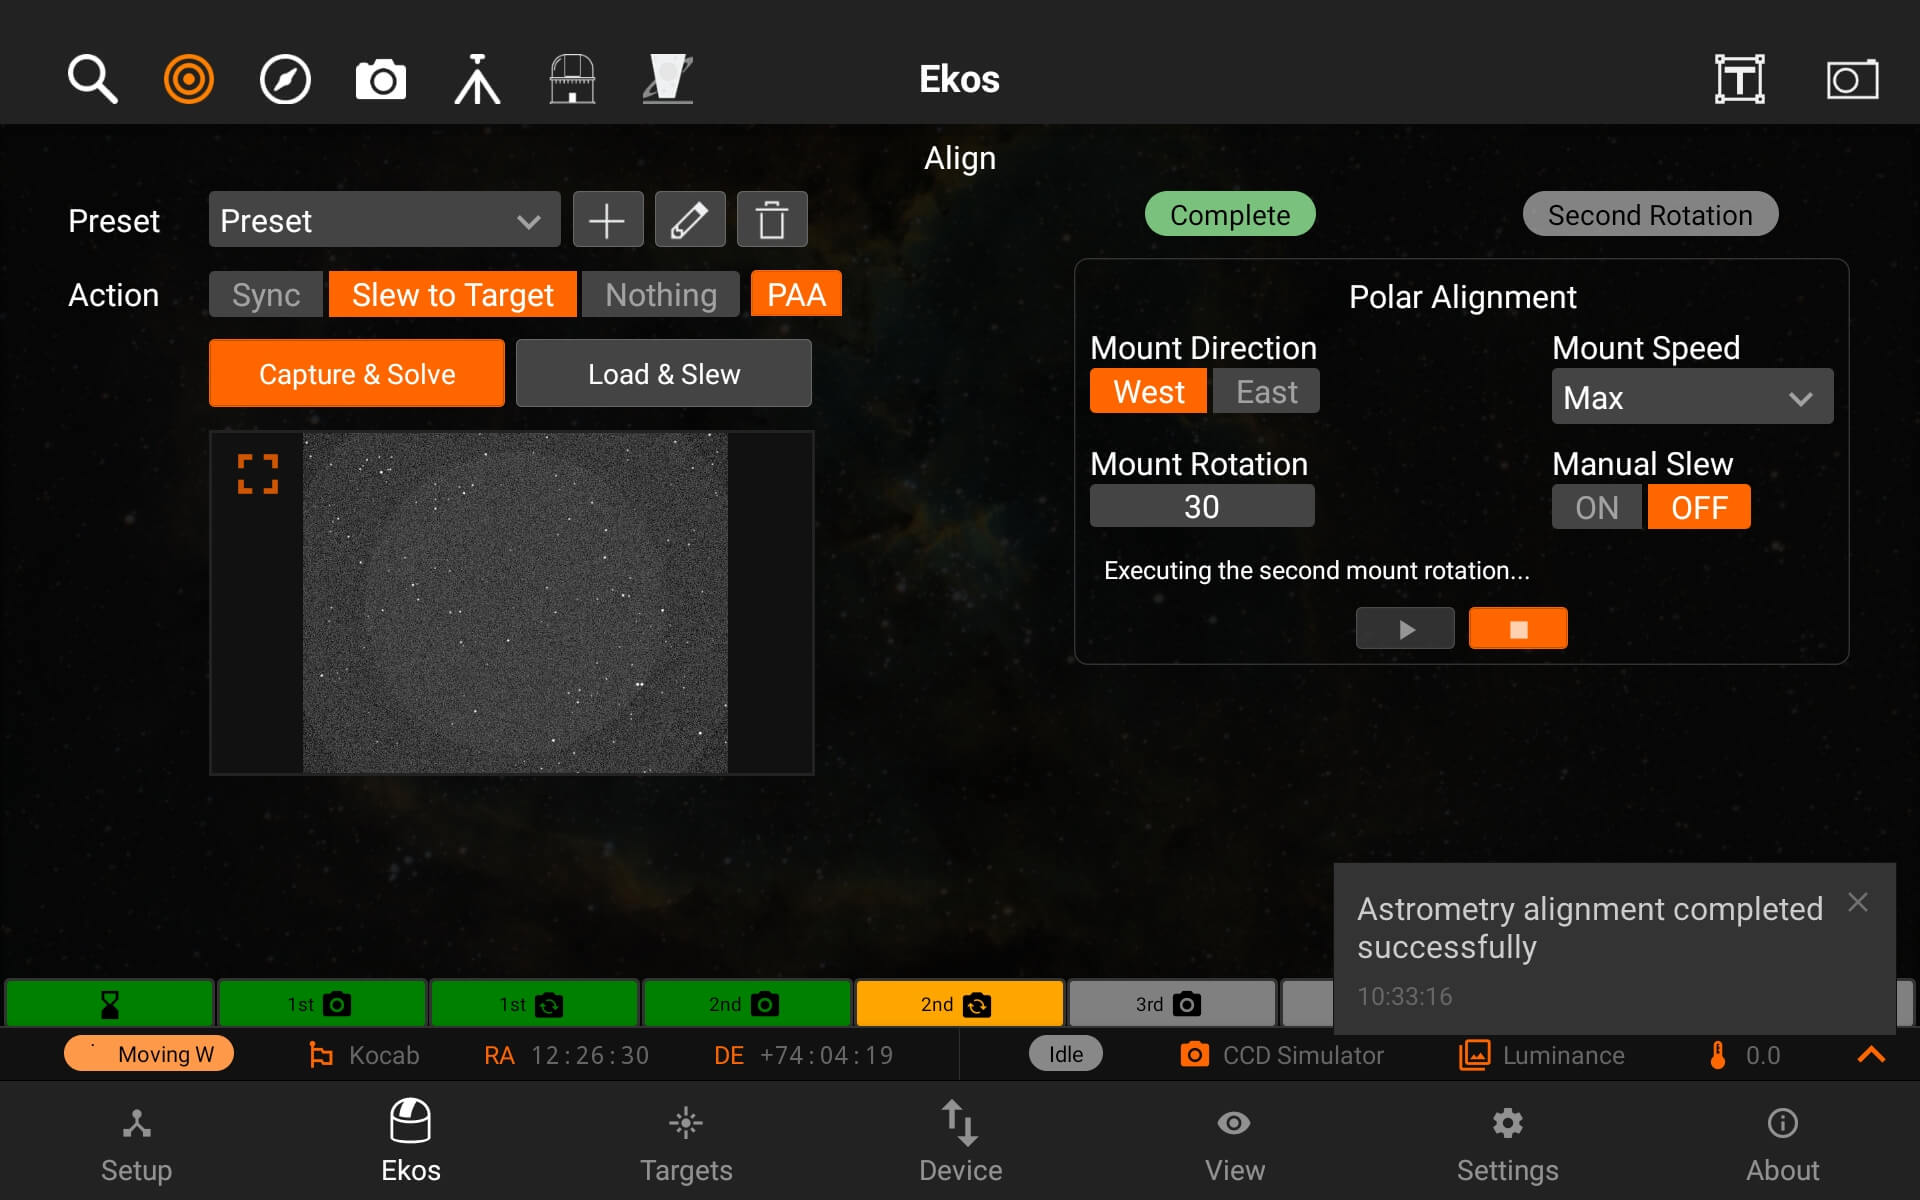 Ekos
Align
Preset
Preset
Complete
Second Rotation
Action
Sync
Slew to Target
Nothing
PAA
Capture & Solve
Load & Slew
Polar Alignment
Mount Direction
Mount Speed
West
East
Max
Mount Rotation
Manual Slew
30
ON
OFF
Executing the second mount rotation...
Astrometry alignment completed
successfully
10:33:16
1st
1st
2nd
2nd
3rd
Moving W
Kocab
RA 12:26:30
DE +74:04:19
Idle
CCD Simulator
Luminance
0.0
Setup
Ekos
Targets
Device
View
Settings
About